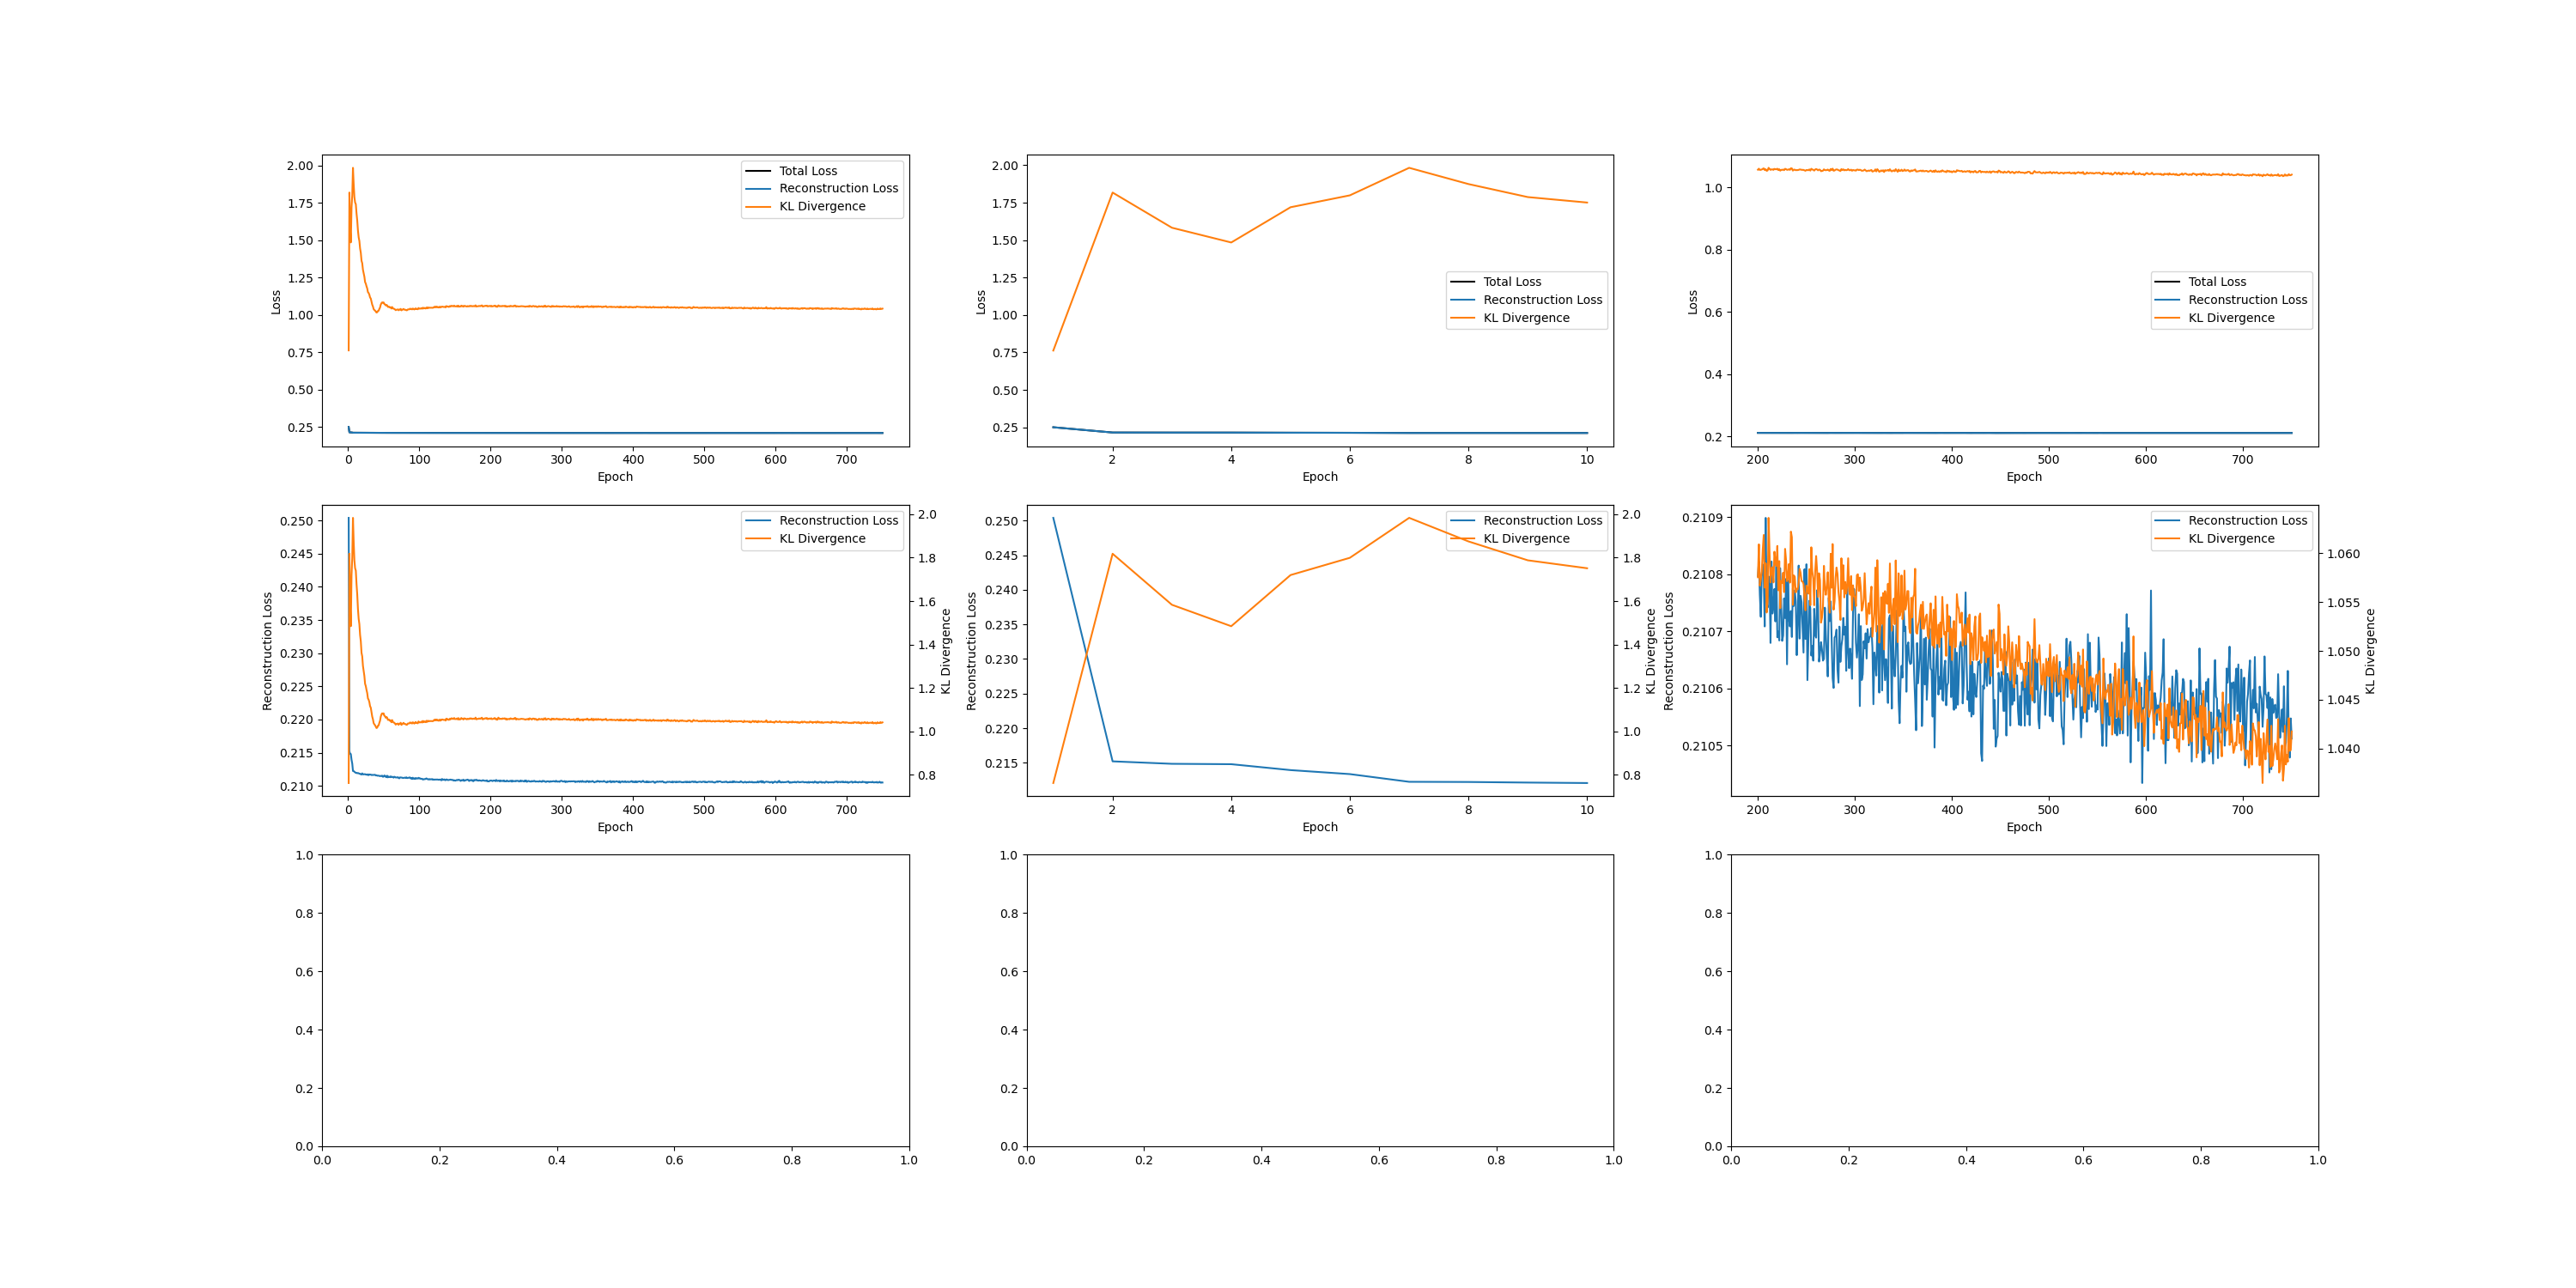 2.00
1.75
1.50
1.25
1.00
0.75
0.50
0.25
Loss
0 100 200 300 400 500 600 700
Epoch
Total Loss
Reconstruction Loss
KL Divergence
2.00
1.75
1.50
1.25
1.00
0.75
0.50
0.25
Loss
2 4 6 8 10
Epoch
Total Loss
Reconstruction Loss
KL Divergence
1.0
0.8
0.6
0.4
0.2
Loss
200 300 400 500 600 700
Epoch
Total Loss
Reconstruction Loss
KL Divergence
0.250
0.245
0.240
0.235
0.230
0.225
0.220
0.215
0.210
Reconstruction Loss
0 100 200 300 400 500 600 700
Epoch
Reconstruction Loss
KL Divergence
2.0
1.8
1.6
1.4
1.2
1.0
0.8
KL Divergence
0.250
0.245
0.240
0.235
0.230
0.225
0.220
0.215
Reconstruction Loss
2 4 6 8 10
Epoch
Reconstruction Loss
KL Divergence
2.0
1.8
1.6
1.4
1.2
1.0
0.8
KL Divergence
0.2109
0.2108
0.2107
0.2106
0.2105
Reconstruction Loss
200 300 400 500 600 700
Epoch
Reconstruction Loss
KL Divergence
1.060
1.055
1.050
1.045
1.040
KL Divergence
1.0
0.8
0.6
0.4
0.2
0.0
0.0 0.2 0.4 0.6 0.8 1.0
1.0
0.8
0.6
0.4
0.2
0.0
0.0 0.2 0.4 0.6 0.8 1.0
1.0
0.8
0.6
0.4
0.2
0.0
0.0 0.2 0.4 0.6 0.8 1.0